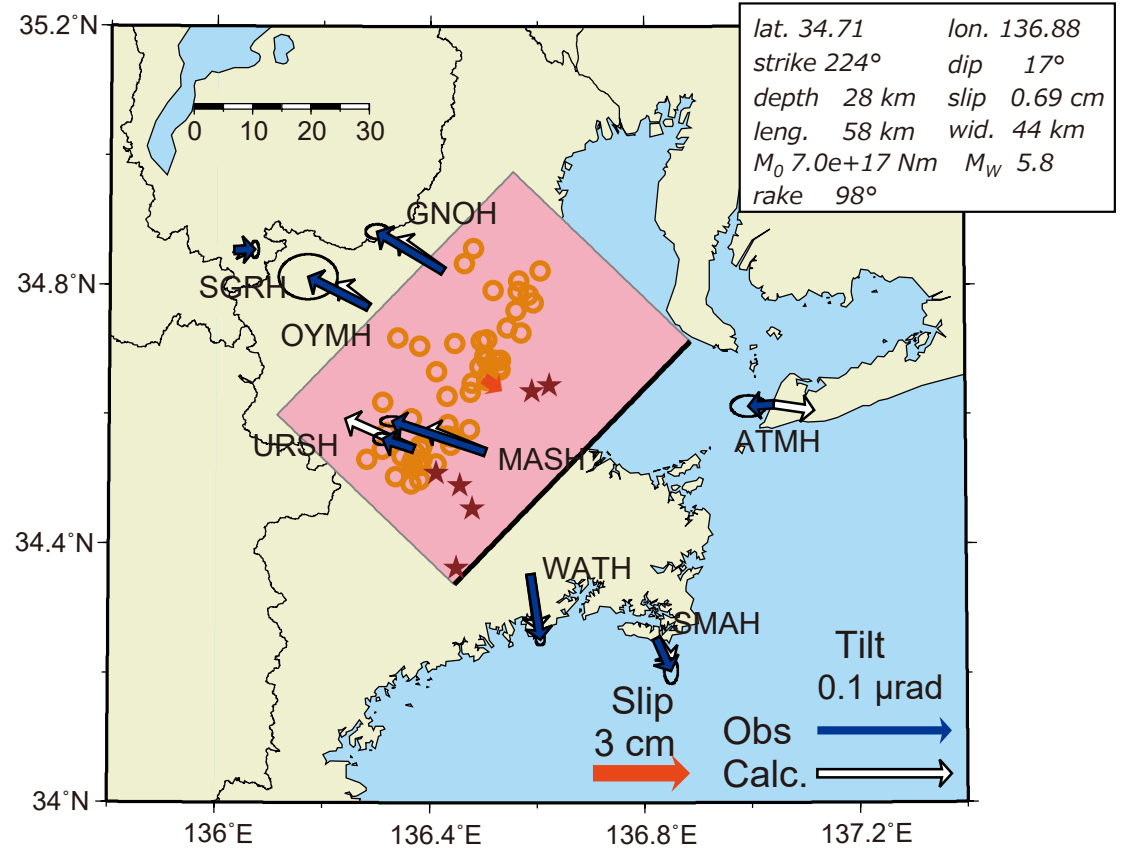 35.2°N
lat. 34.71 lon. 136.88
strike 224° dip 17°
depth 28 km slip 0.69 cm
leng. 58 km wid. 44 km
M0 7.0e+17 Nm MW 5.8
rake 98°
0 10 20 30
GNOH
34.8°N
SGRH
OYMH
URSH
MASH
ATMH
34.4°N
WATH
SMAH
Tilt
0.1 μrad
Slip
3 cm
Obs
Calc.
34°N
136°E 136.4°E 136.8°E 137.2°E